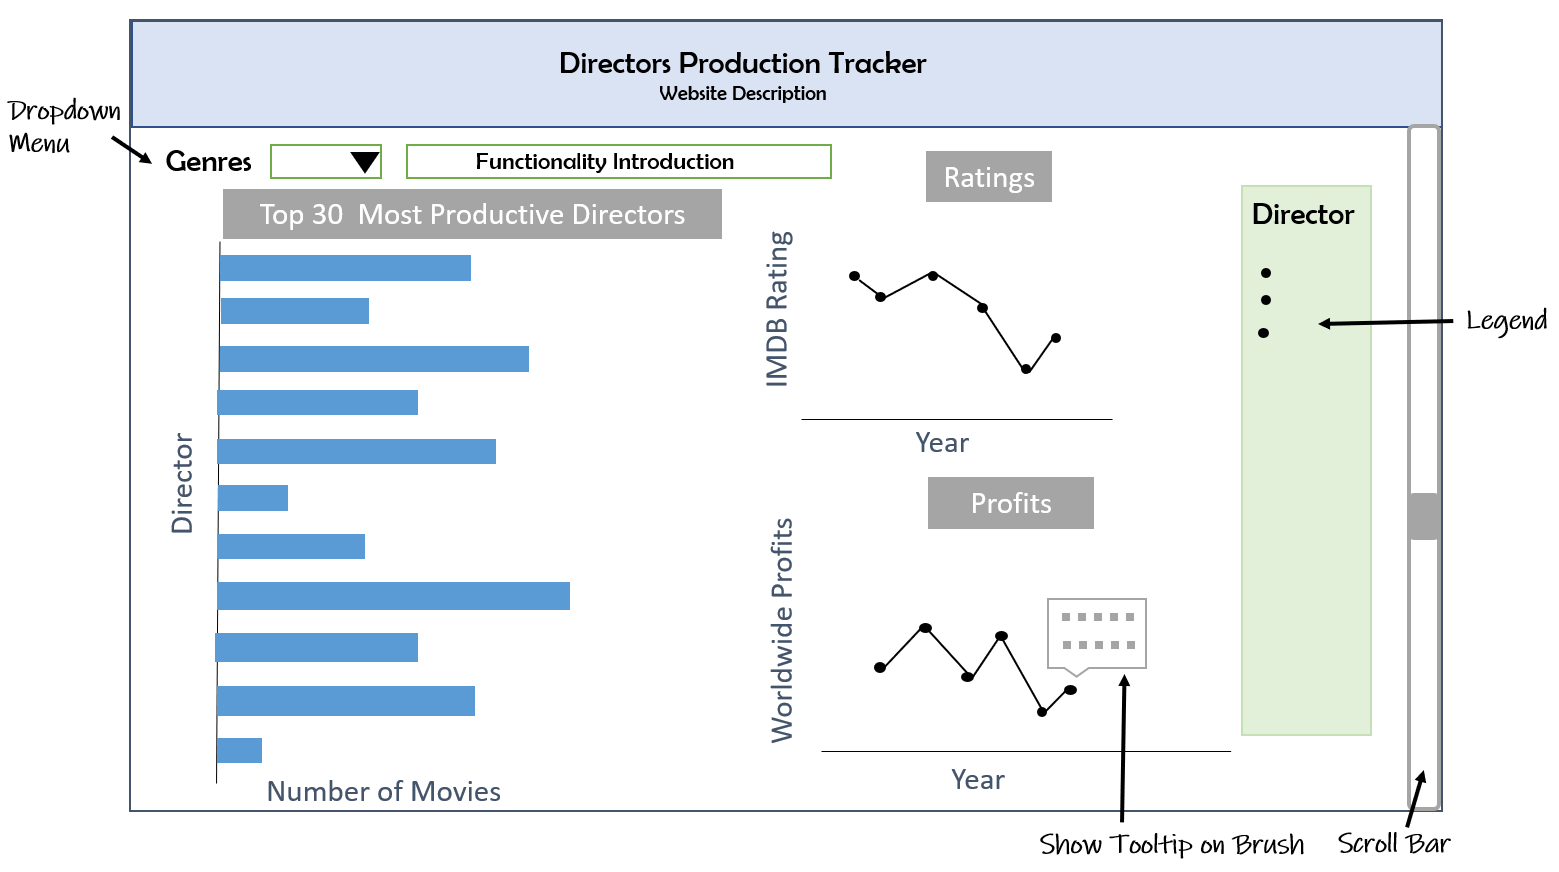 Directors Production Tracker
Website Description
Dropdown
Menu
Genres
Functionality Introduction
Top 30 Most Productive Directors
Director
Number of Movies
Ratings
IMDB Rating
Year
Profits
Worldwide Profits
Year
Director
Legend
Show Tooltip on Brush
Scroll Bar